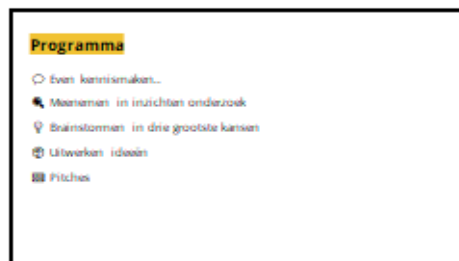 Programma
Even kennismaken...
Meenemen in inzichten onderzoek
Brainstormen in drie grootste kansen
Uitwerken ideeën
Pitches